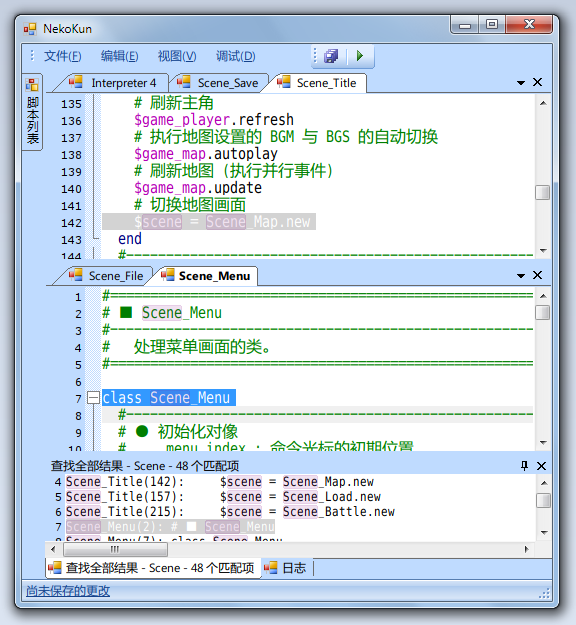 NekoKun
文件(F) 编辑(E) 视图(V) 调试(D)
脚本列表
Interpreter 4 Scene_Save Scene_Title
135 # 刷新主角
136 $game_player.refresh
137 # 执行地图设置的 BGM 与 BGS 的自动切换
138 $game_map.autoplay
139 # 刷新地图 (执行并行事件)
140 $game_map.update
141 # 切换地图画面
142 $scene = Scene_Map.new
143 end
144 #--------------------------------------------------
Scene_File Scene_Menu
1 #==================================================
2 # ■ Scene_Menu
3 #--------------------------------------------------
4 # 处理菜单画面的类。
5 #==================================================
6
7 class Scene_Menu
8 #--------------------------------------------------
9 # ● 初始化对像
10 # menu_index : 命令光标的初期位置
查找全部结果 - Scene - 48 个匹配项
4 Scene_Title(142): $scene = Scene_Map.new
5 Scene_Title(157): $scene = Scene_Load.new
6 Scene_Title(215): $scene = Scene_Battle.new
7 Scene_Menu(2): # ■ Scene_Menu
8 Scene_Menu(7): class Scene_Menu
查找全部结果 - Scene - 48 个匹配项 日志
尚未保存的更改